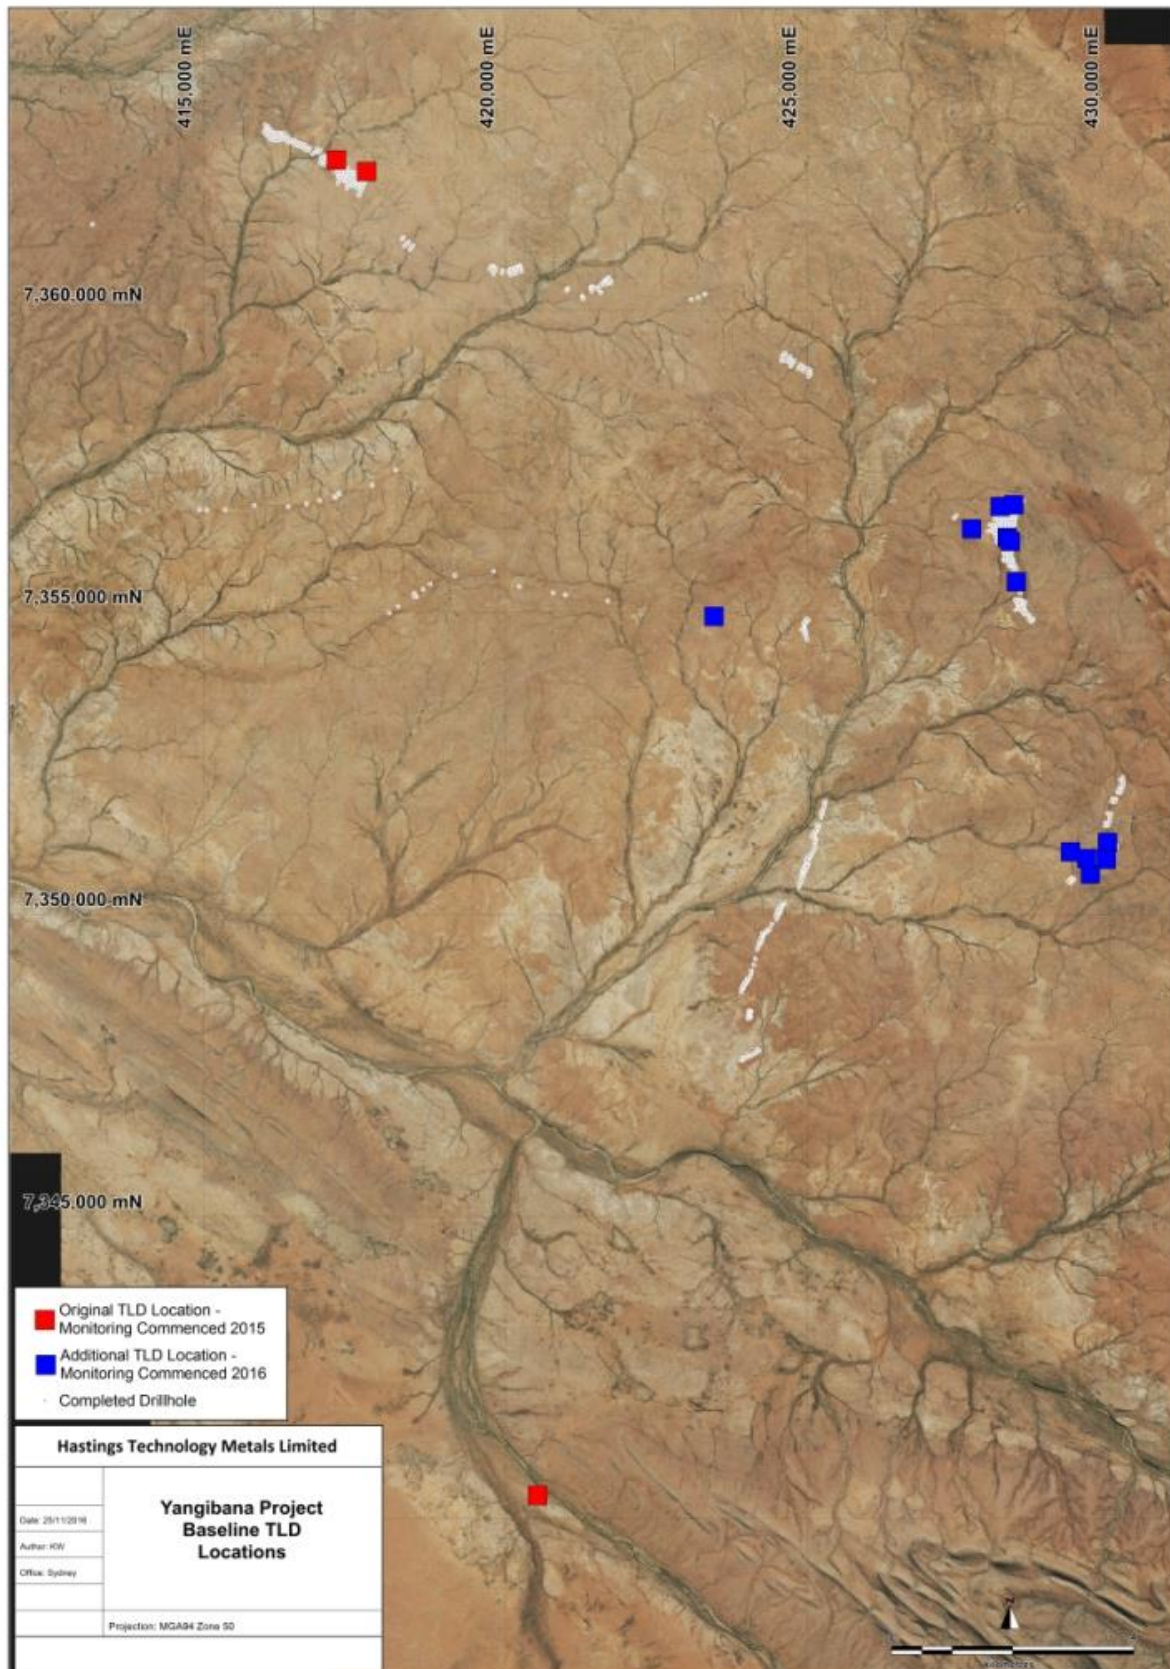 415,000 mE
420,000 mE
425,000 mE
430,000 mE
7,360,000 mN
7,355,000 mN
7,350,000 mN
7,345,000 mN
Original TLD Location -
Monitoring Commenced 2015
Additional TLD Location -
Monitoring Commenced 2016
Completed Drillhole
Hastings Technology Metals Limited
Yangibana Project
Baseline TLD
Locations
Date: 25/11/2016
Author: KW
Office: Sydney
Projection: MGA94 Zone 50
N
Kilometres